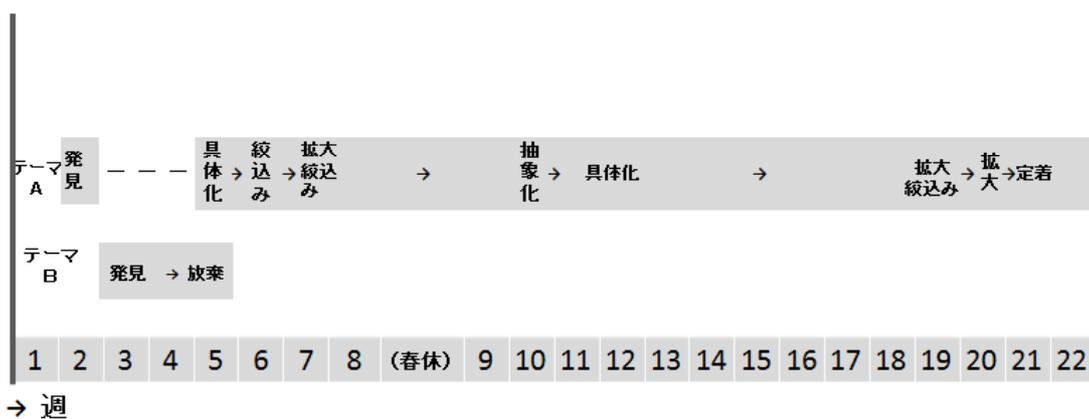 テーマ
A
発見
— — —
具体化
→
絞込み
→
拡大
絞込み
→
抽象化
→
具体化
→
拡大
絞込み
→
拡大
→定着
テーマ
B
発見 → 放棄
1 2 3 4 5 6 7 8 (春休) 9 10 11 12 13 14 15 16 17 18 19 20 21 22
→ 週